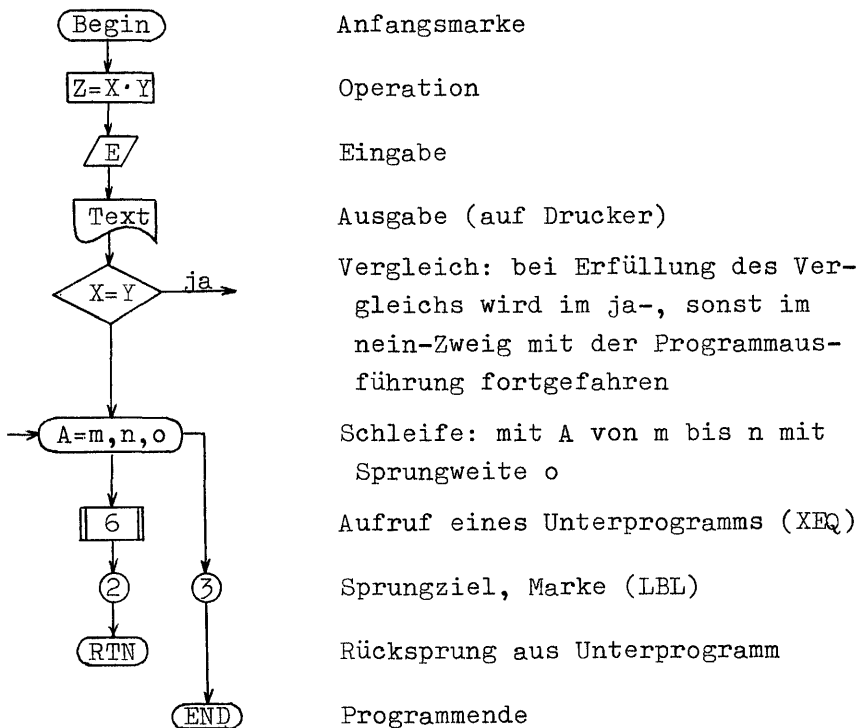 Begin Anfangsmarke
Z=X·Y Operation
E Eingabe
Text Ausgabe (auf Drucker)
X=Y ja Vergleich: bei Erfüllung des Ver-
gleichs wird im ja-, sonst im
nein-Zweig mit der Programmaus-
führung fortgefahren
A=m,n,o Schleife: mit A von m bis n mit
Sprungweite o
6 Aufruf eines Unterprogramms (XEQ)
2 3 Sprungziel, Marke (LBL)
RTN Rücksprung aus Unterprogramm
END Programmende